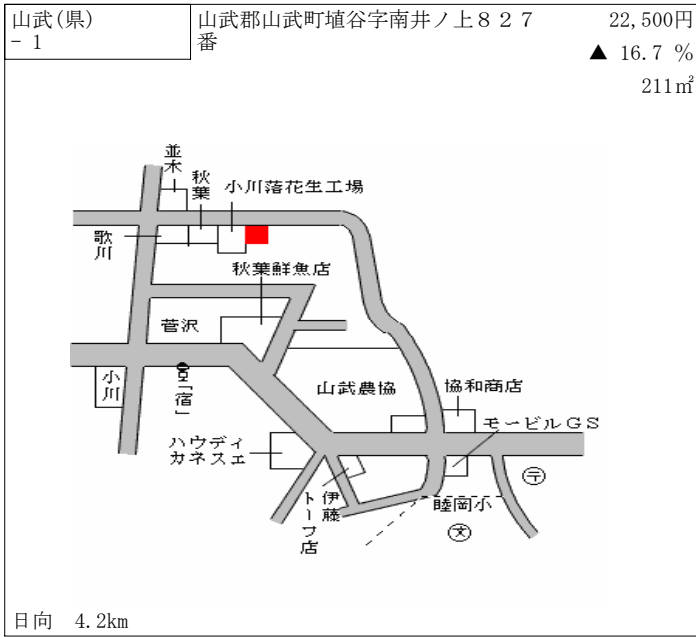 山武(県)
- 1
山武郡山武町埴谷字南井ノ上８２７
番
22,500円
▲ 16.7 %
211㎡
並木
秋葉
小川落花生工場
歌川
秋葉鮮魚店
菅沢
小川
「宿」
山武農協
協和商店
モービルＧＳ
ハウディ
カネスエ
伊藤
トーフ店
睦岡小
〒
文
日向 4.2km